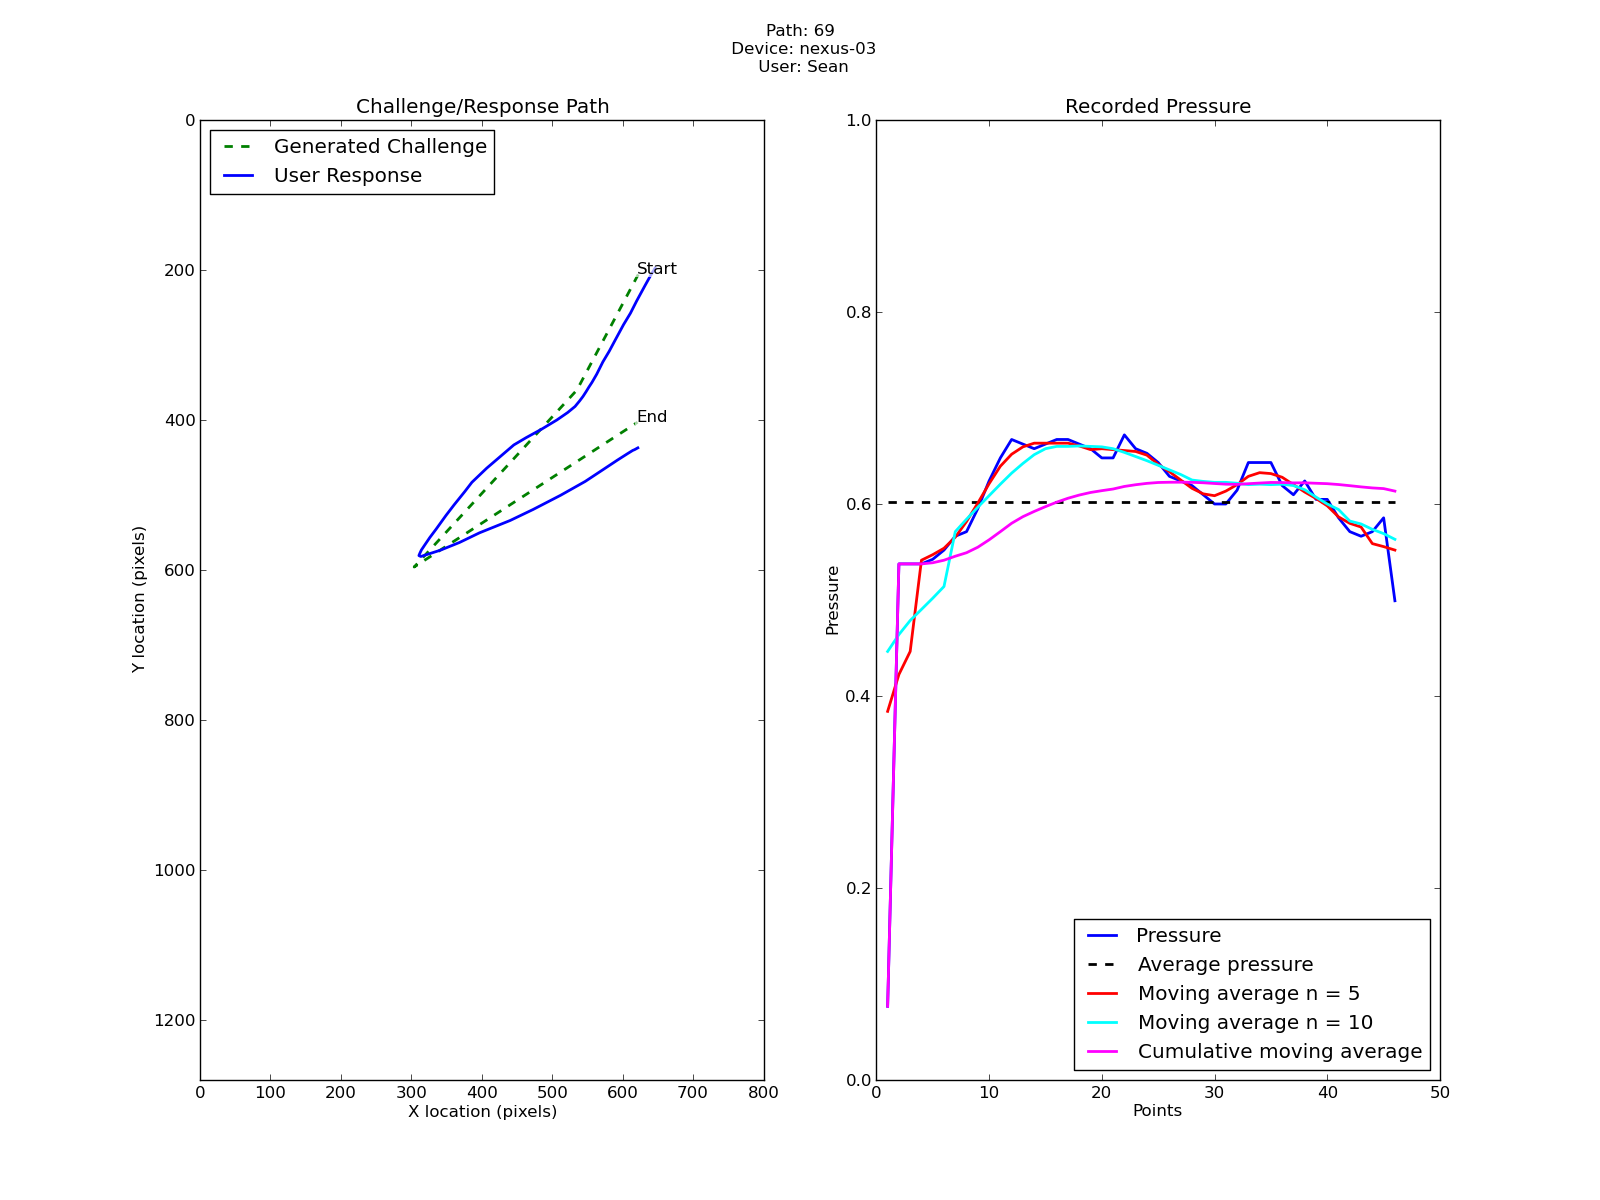 Path: 69
Device: nexus-03
User: Sean
Challenge/Response Path
Generated Challenge
User Response
Start
End
0
200
400
600
800
1000
1200
Y location (pixels)
0 100 200 300 400 500 600 700 800
X location (pixels)
Recorded Pressure
1.0
0.8
0.6
0.4
0.2
0.0
Pressure
Pressure
Average pressure
Moving average n = 5
Moving average n = 10
Cumulative moving average
0 10 20 30 40 50
Points